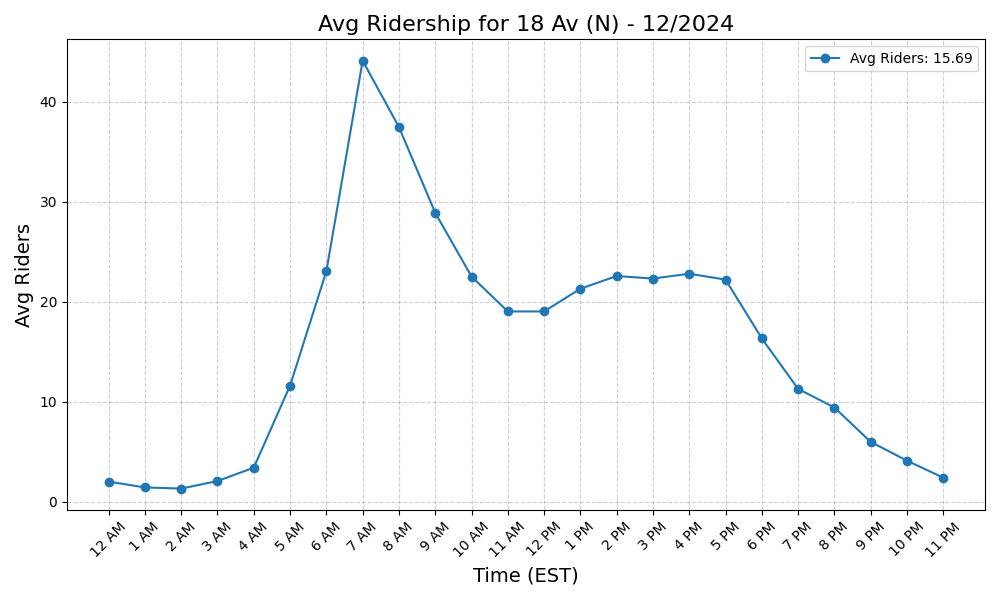 Avg Ridership for 18 Av (N) - 12/2024
Avg Riders: 15.69
Avg Riders
40
30
20
10
0
12 AM
1 AM
2 AM
3 AM
4 AM
5 AM
6 AM
7 AM
8 AM
9 AM
10 AM
11 AM
12 PM
1 PM
2 PM
3 PM
4 PM
5 PM
6 PM
7 PM
8 PM
9 PM
10 PM
11 PM
Time (EST)